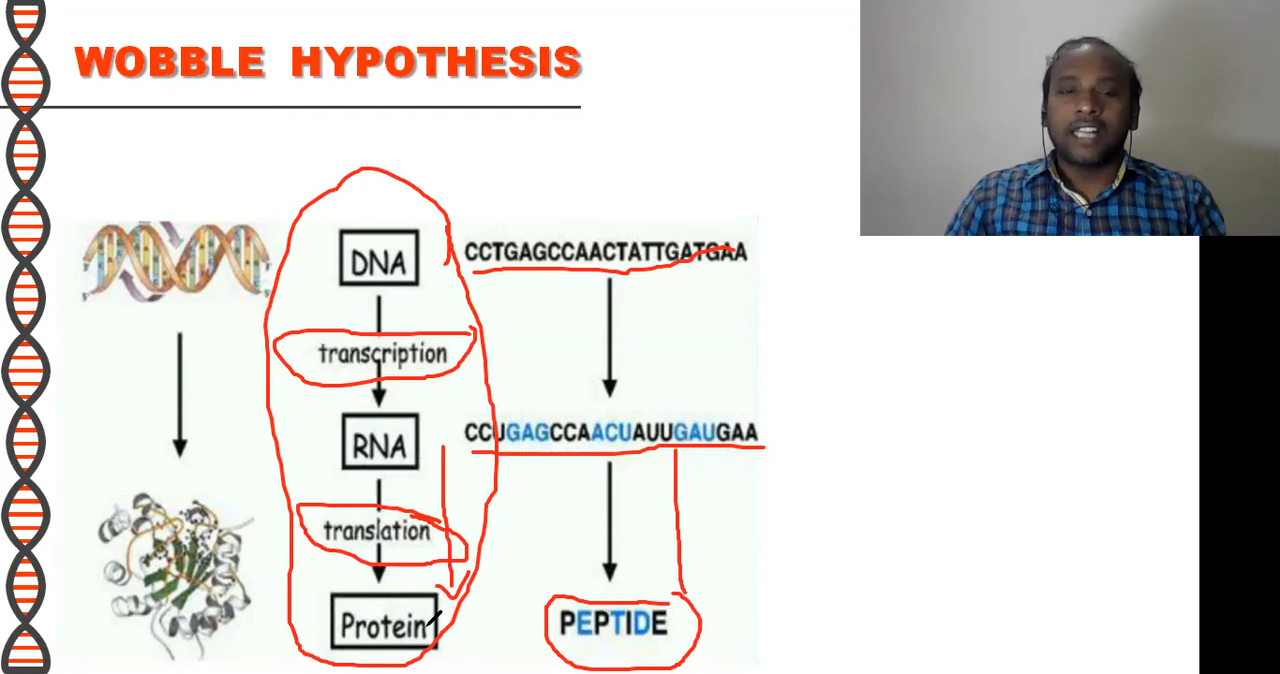 WOBBLE HYPOTHESIS
DNA
CCTGAGCCAACTATTGATGAA
transcription
RNA
CCUGAGCCAACUAUUGAUGAA
translation
Protein
PEPTIDE